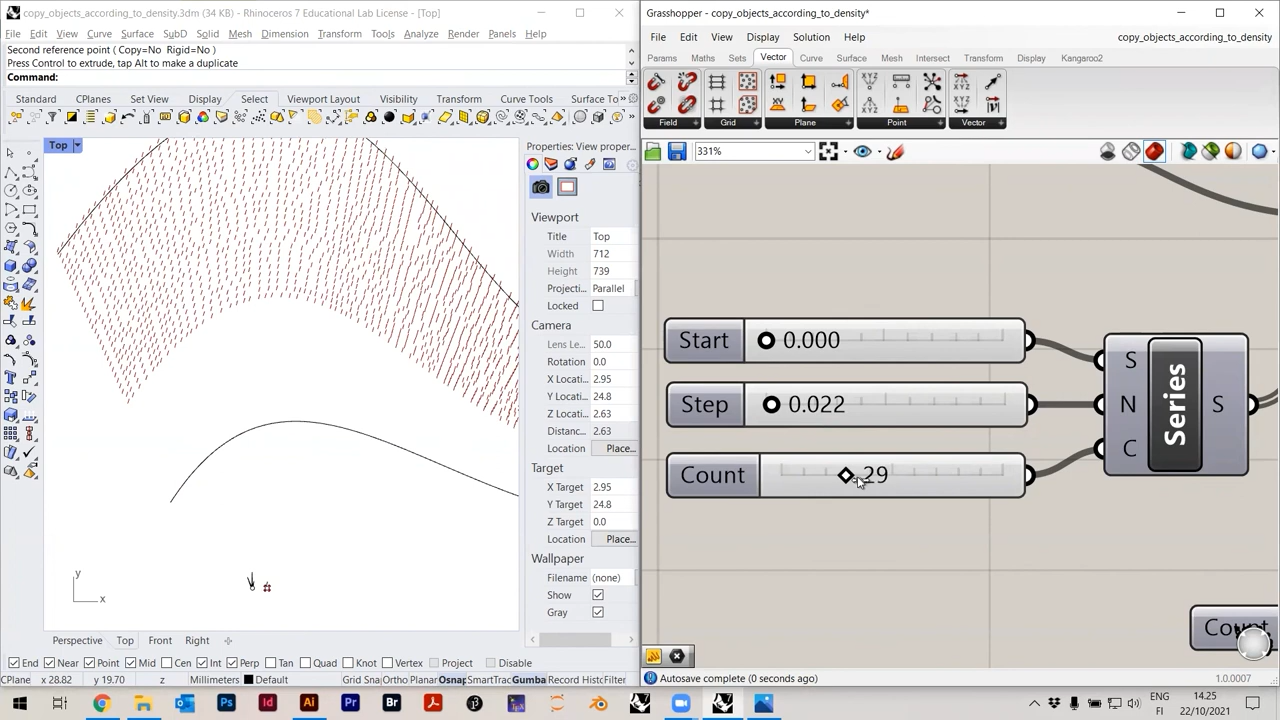 copy_objects_according_to_density.3dm (34 KB) - Rhinoceros 7 Educational Lab License - [Top]
File Edit View Curve Surface SubD Solid Mesh Dimension Transform Tools Analyze Render Panels Help
Second reference point ( Copy=No Rigid=No )
Press Control to extrude, tap Alt to make a duplicate
Command:
Standard CPlanes Set View Display Select Viewport Layout Visibility Transform Curve Tools Surface To »
Top
Properties: View proper...
Viewport
Title Top
Width 712
Height 739
Projecti... Parallel
Locked
Camera
Lens Le... 50.0
Rotation 0.0
X Locati... 2.95
Y Locati... 24.8
Z Locati... 2.63
Distanc... 2.63
Location Place...
Target
X Target 2.95
Y Target 24.8
Z Target 0.0
Location Place...
Wallpaper
Filename (none)
Show
Gray
y
x
Perspective Top Front Right
End Near Point Mid Cen Int Perp Tan Quad Knot Vertex Project Disable
CPlane x 28.82 y 19.70 z Millimeters Default Grid Sna Ortho Planar Osnap SmartTrac Gumba Record Histo Filter
Grasshopper - copy_objects_according_to_density*
File Edit View Display Solution Help
copy_objects_according_to_density
Params Maths Sets Vector Curve Surface Mesh Intersect Transform Display Kangaroo2
Field Grid Plane Point Vector
331%
Start 0.000
Step 0.022
Count 29
S
N
C
Series
S
Count
Autosave complete (0 seconds ago)
1.0.0007
ENG
FI
14.25
22/10/2021